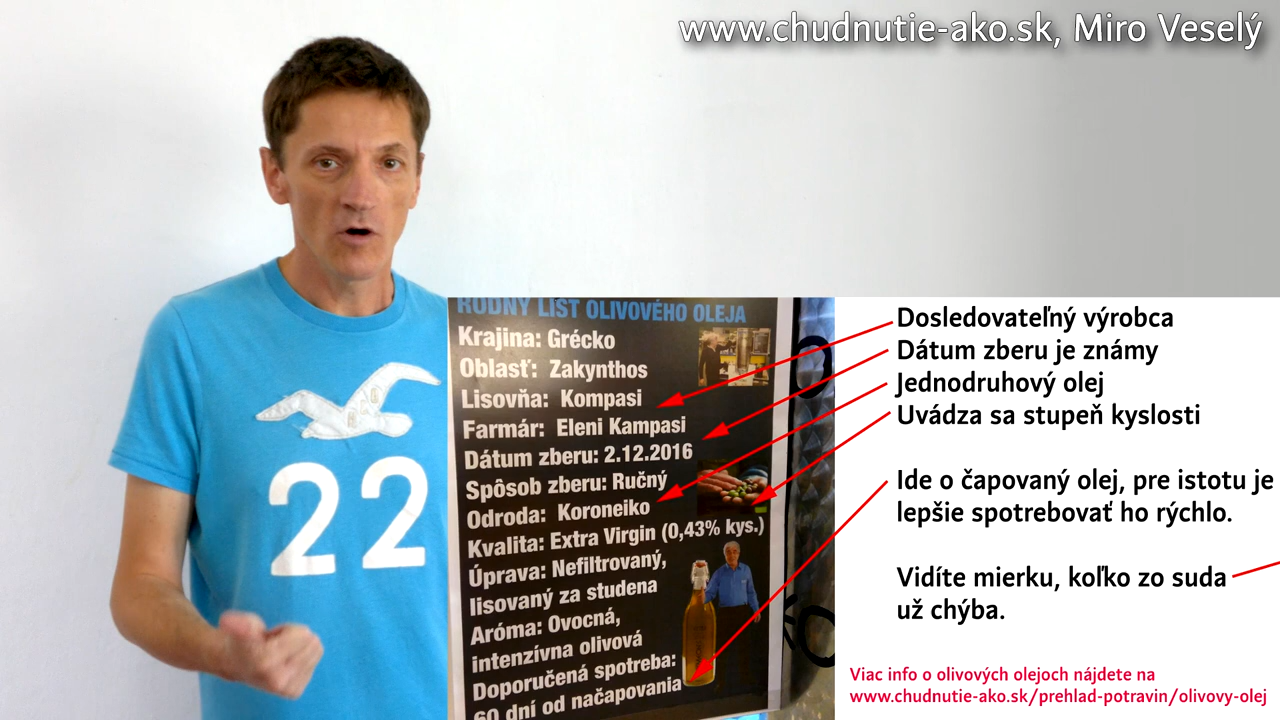 www.chudnutie-ako.sk, Miro Veselý
22
RODNÝ LIST OLIVOVÉHO OLEJA
Krajina: Grécko
Oblasť: Zakynthos
Lisovňa: Kompasi
Farmár: Eleni Kampasi
Dátum zberu: 2.12.2016
Spôsob zberu: Ručný
Odroda: Koroneiko
Kvalita: Extra Virgin (0,43% kys.)
Úprava: Nefiltrovaný,
lisovaný za studena
Aróma: Ovocná,
intenzívna olivová
Doporučená spotreba:
60 dní od načapovania
Dosledovateľný výrobca
Dátum zberu je známy
Jednodruhový olej
Uvádza sa stupeň kyslosti
Ide o čapovaný olej, pre istotu je
lepšie spotrebovať ho rýchlo.
Vidíte mierku, koľko zo suda
už chýba.
Viac info o olivových olejoch nájdete na
www.chudnutie-ako.sk/prehlad-potravin/olivovy-olej